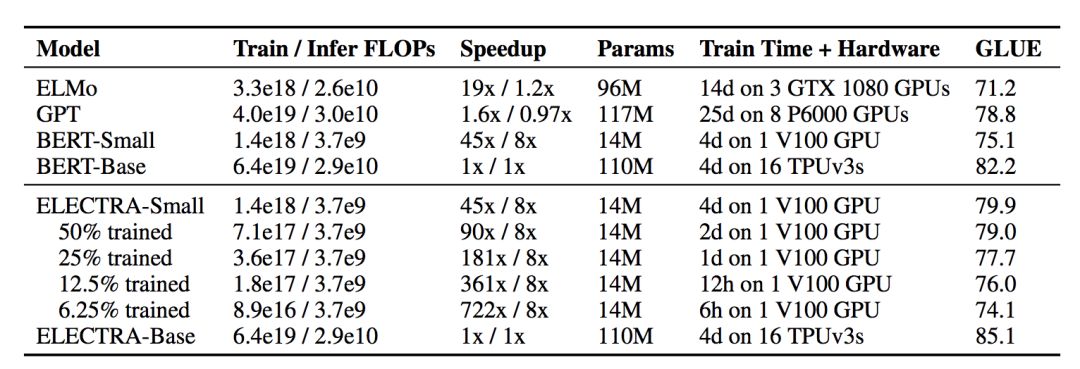 Model Train / Infer FLOPs Speedup Params Train Time + Hardware GLUE
ELMo 3.3e18 / 2.6e10 19x / 1.2x 96M 14d on 3 GTX 1080 GPUs 71.2
GPT 4.0e19 / 3.0e10 1.6x / 0.97x 117M 25d on 8 P6000 GPUs 78.8
BERT-Small 1.4e18 / 3.7e9 45x / 8x 14M 4d on 1 V100 GPU 75.1
BERT-Base 6.4e19 / 2.9e10 1x / 1x 110M 4d on 16 TPUv3s 82.2
ELECTRA-Small 1.4e18 / 3.7e9 45x / 8x 14M 4d on 1 V100 GPU 79.9
50% trained 7.1e17 / 3.7e9 90x / 8x 14M 2d on 1 V100 GPU 79.0
25% trained 3.6e17 / 3.7e9 181x / 8x 14M 1d on 1 V100 GPU 77.7
12.5% trained 1.8e17 / 3.7e9 361x / 8x 14M 12h on 1 V100 GPU 76.0
6.25% trained 8.9e16 / 3.7e9 722x / 8x 14M 6h on 1 V100 GPU 74.1
ELECTRA-Base 6.4e19 / 2.9e10 1x / 1x 110M 4d on 16 TPUv3s 85.1